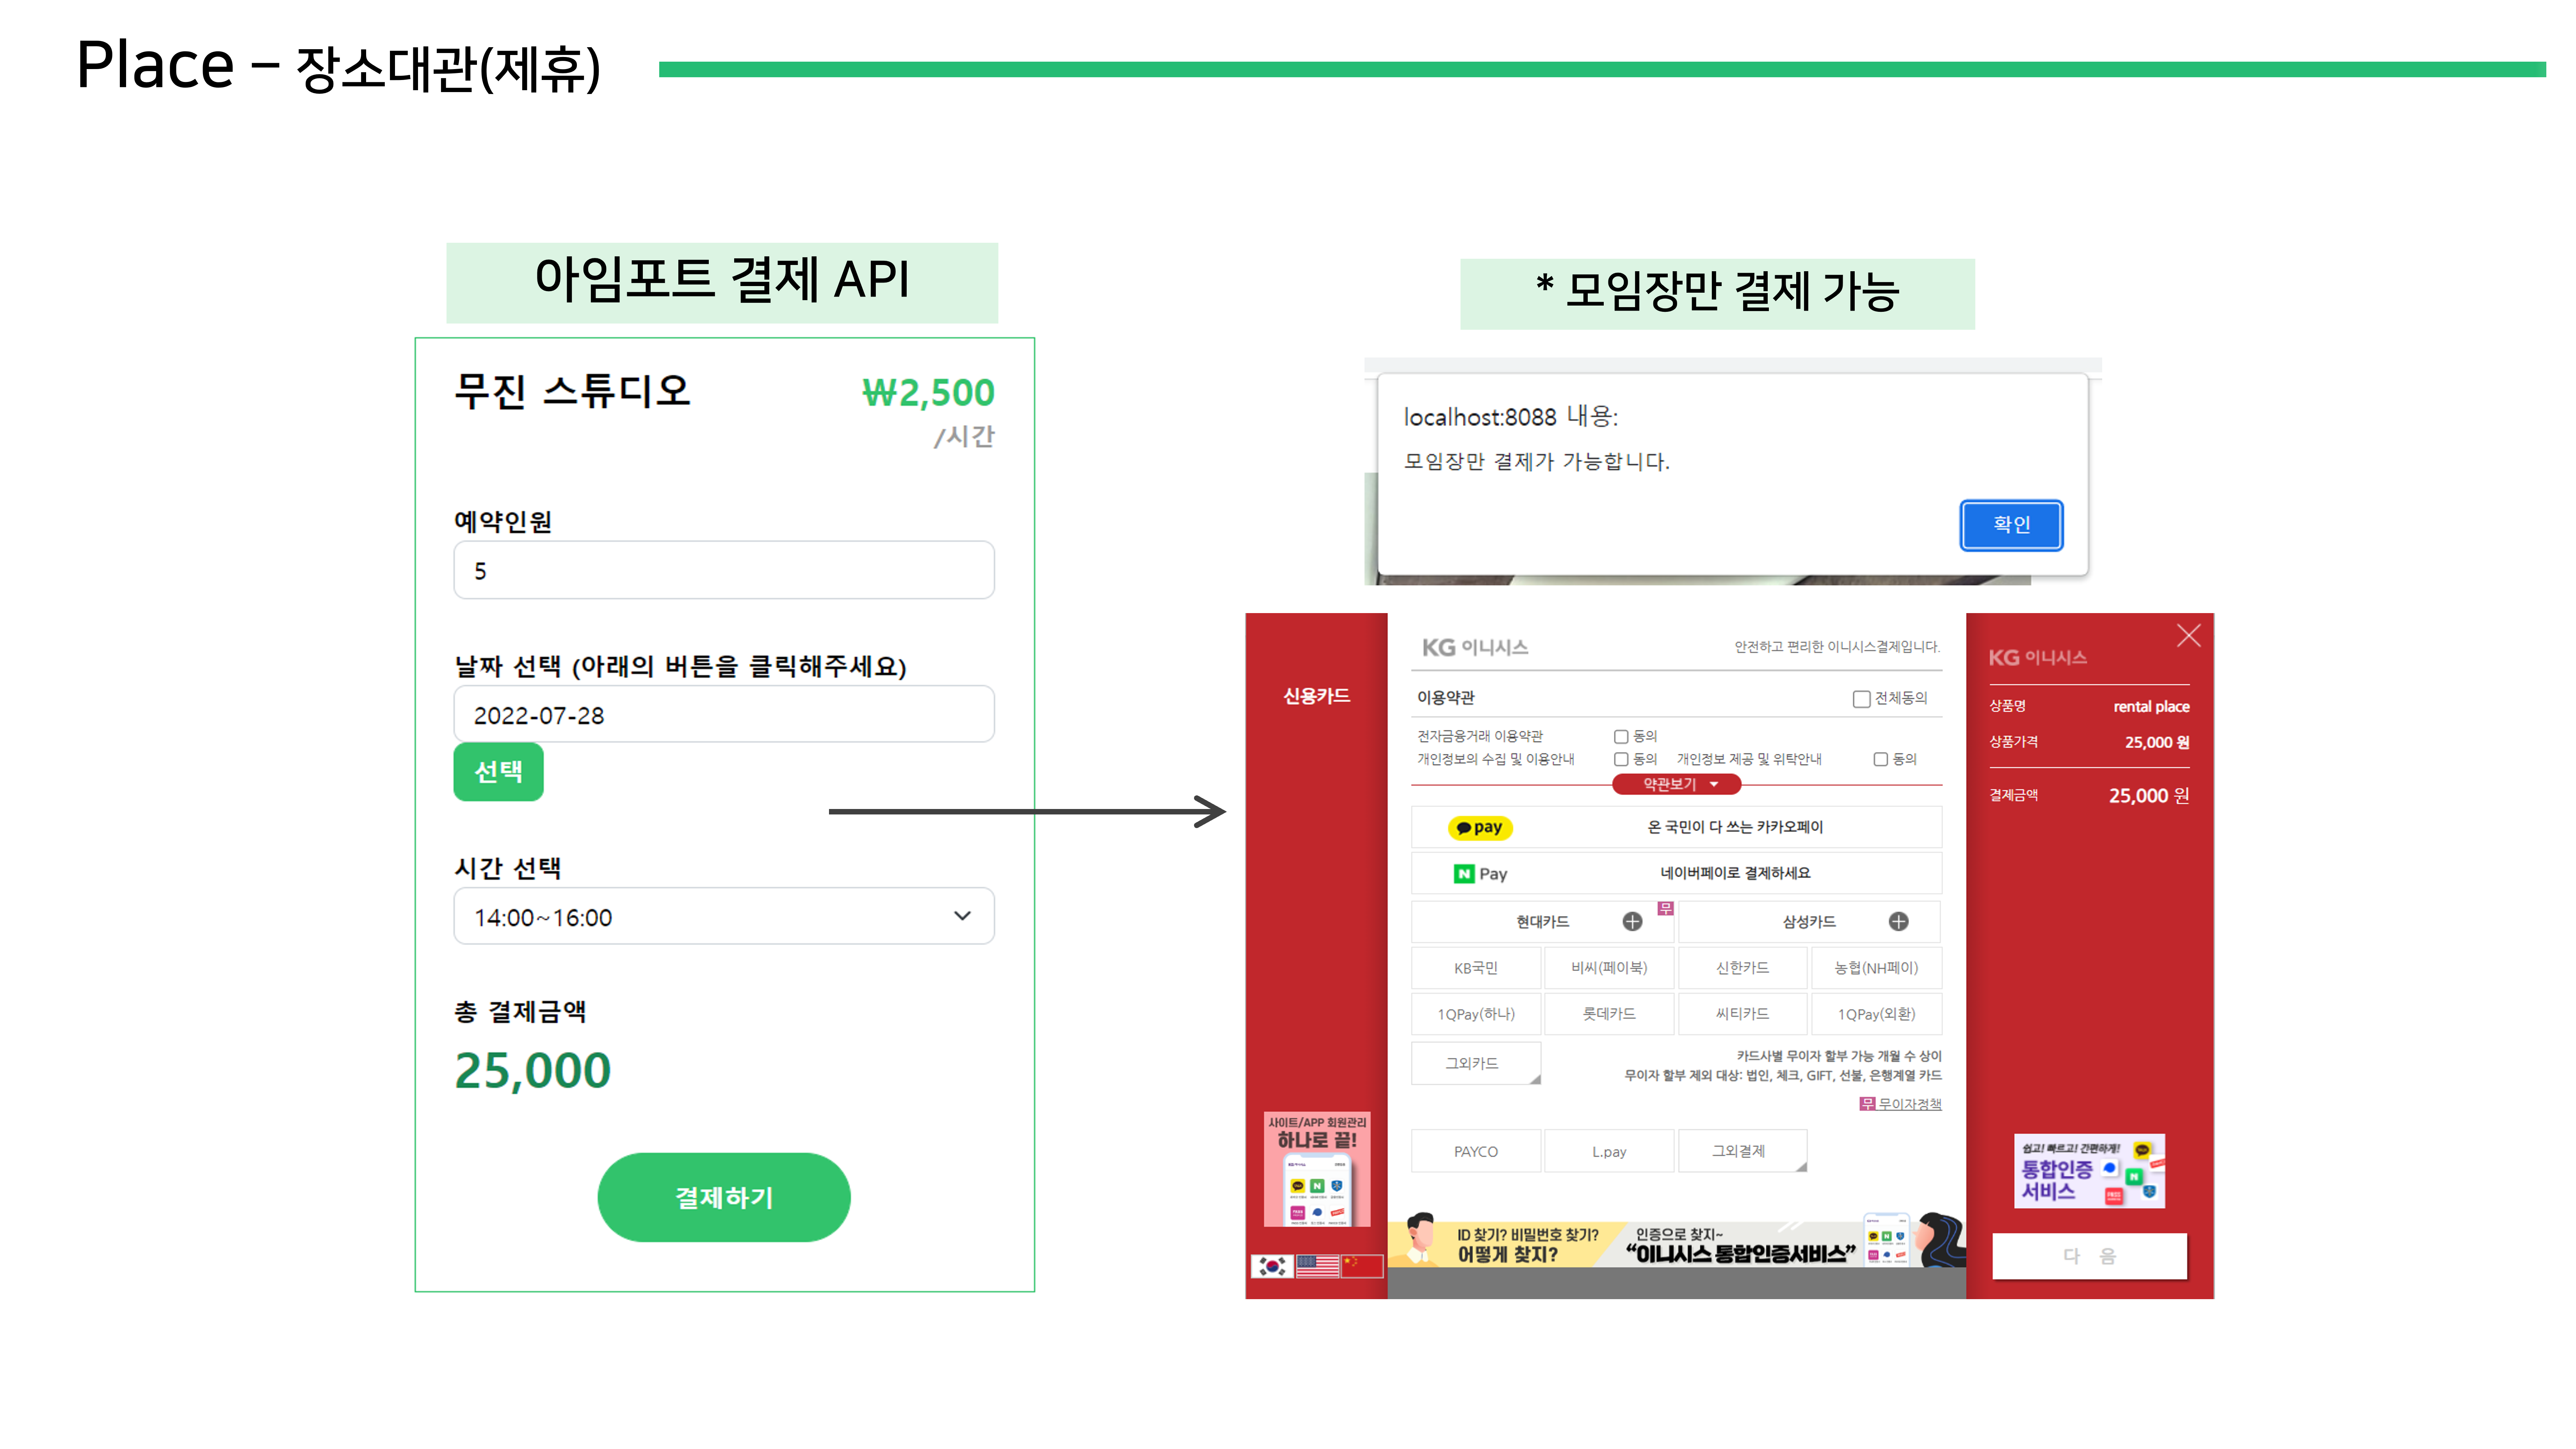 Place – 장소대관(제휴)
아임포트 결제 API
무진 스튜디오
₩2,500
/시간
예약인원
5
날짜 선택 (아래의 버튼을 클릭해주세요)
2022-07-28
선택
시간 선택
14:00~16:00
총 결제금액
25,000
결제하기
* 모임장만 결제 가능
localhost:8088 내용:
모임장만 결제가 가능합니다.
확인
신용카드
사이트/APP 회원관리
하나로 끝!
KG 이니시스
안전하고 편리한 이니시스결제입니다.
이용약관
전체동의
전자금융거래 이용약관
동의
개인정보의 수집 및 이용안내
동의
개인정보 제공 및 위탁안내
동의
약관보기
pay
온 국민이 다 쓰는 카카오페이
N Pay
네이버페이로 결제하세요
현대카드
무
삼성카드
KB국민
비씨(페이북)
신한카드
농협(NH페이)
1QPay(하나)
롯데카드
씨티카드
1QPay(외환)
그외카드
카드사별 무이자 할부 가능 개월 수 상이
무이자 할부 제외 대상: 법인, 체크, GIFT, 선불, 은행계열 카드
무 무이자정책
PAYCO
L.pay
그외결제
ID 찾기? 비밀번호 찾기?
어떻게 찾지?
인증으로 찾지~
“이니시스 통합인증서비스”
KG 이니시스
상품명
rental place
상품가격
25,000 원
결제금액
25,000 원
쉽고! 빠르고! 간편하게!
통합인증
서비스
다 음